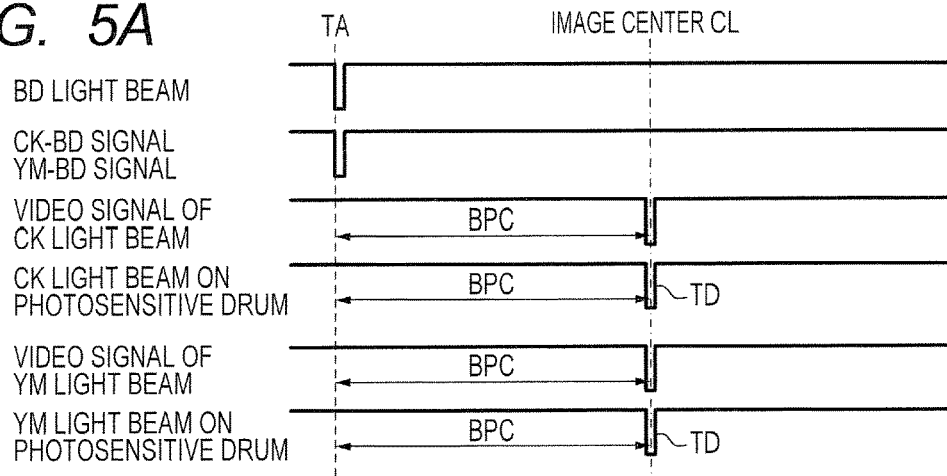 G. 5A
TA
IMAGE CENTER CL
BD LIGHT BEAM
CK-BD SIGNAL
YM-BD SIGNAL
VIDEO SIGNAL OF
CK LIGHT BEAM
BPC
CK LIGHT BEAM ON
PHOTOSENSITIVE DRUM
BPC
TD
VIDEO SIGNAL OF
YM LIGHT BEAM
BPC
YM LIGHT BEAM ON
PHOTOSENSITIVE DRUM
BPC
TD